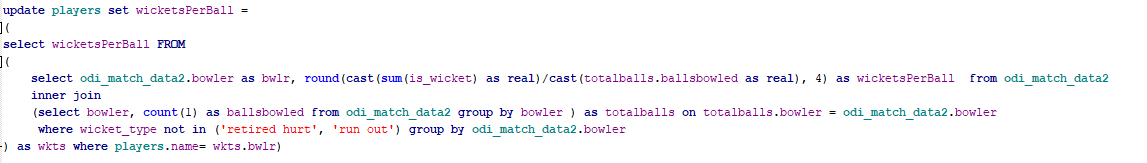 update players set wicketsPerBall =
(
select wicketsPerBall FROM
(
select odi_match_data2.bowler as bwlr, round(cast(sum(is_wicket) as real)/cast(totalballs.ballsbowled as real), 4) as wicketsPerBall from odi_match_data2
inner join
(select bowler, count(1) as ballsbowled from odi_match_data2 group by bowler ) as totalballs on totalballs.bowler = odi_match_data2.bowler
where wicket_type not in ('retired hurt', 'run out') group by odi_match_data2.bowler
) as wkts where players.name= wkts.bwlr)